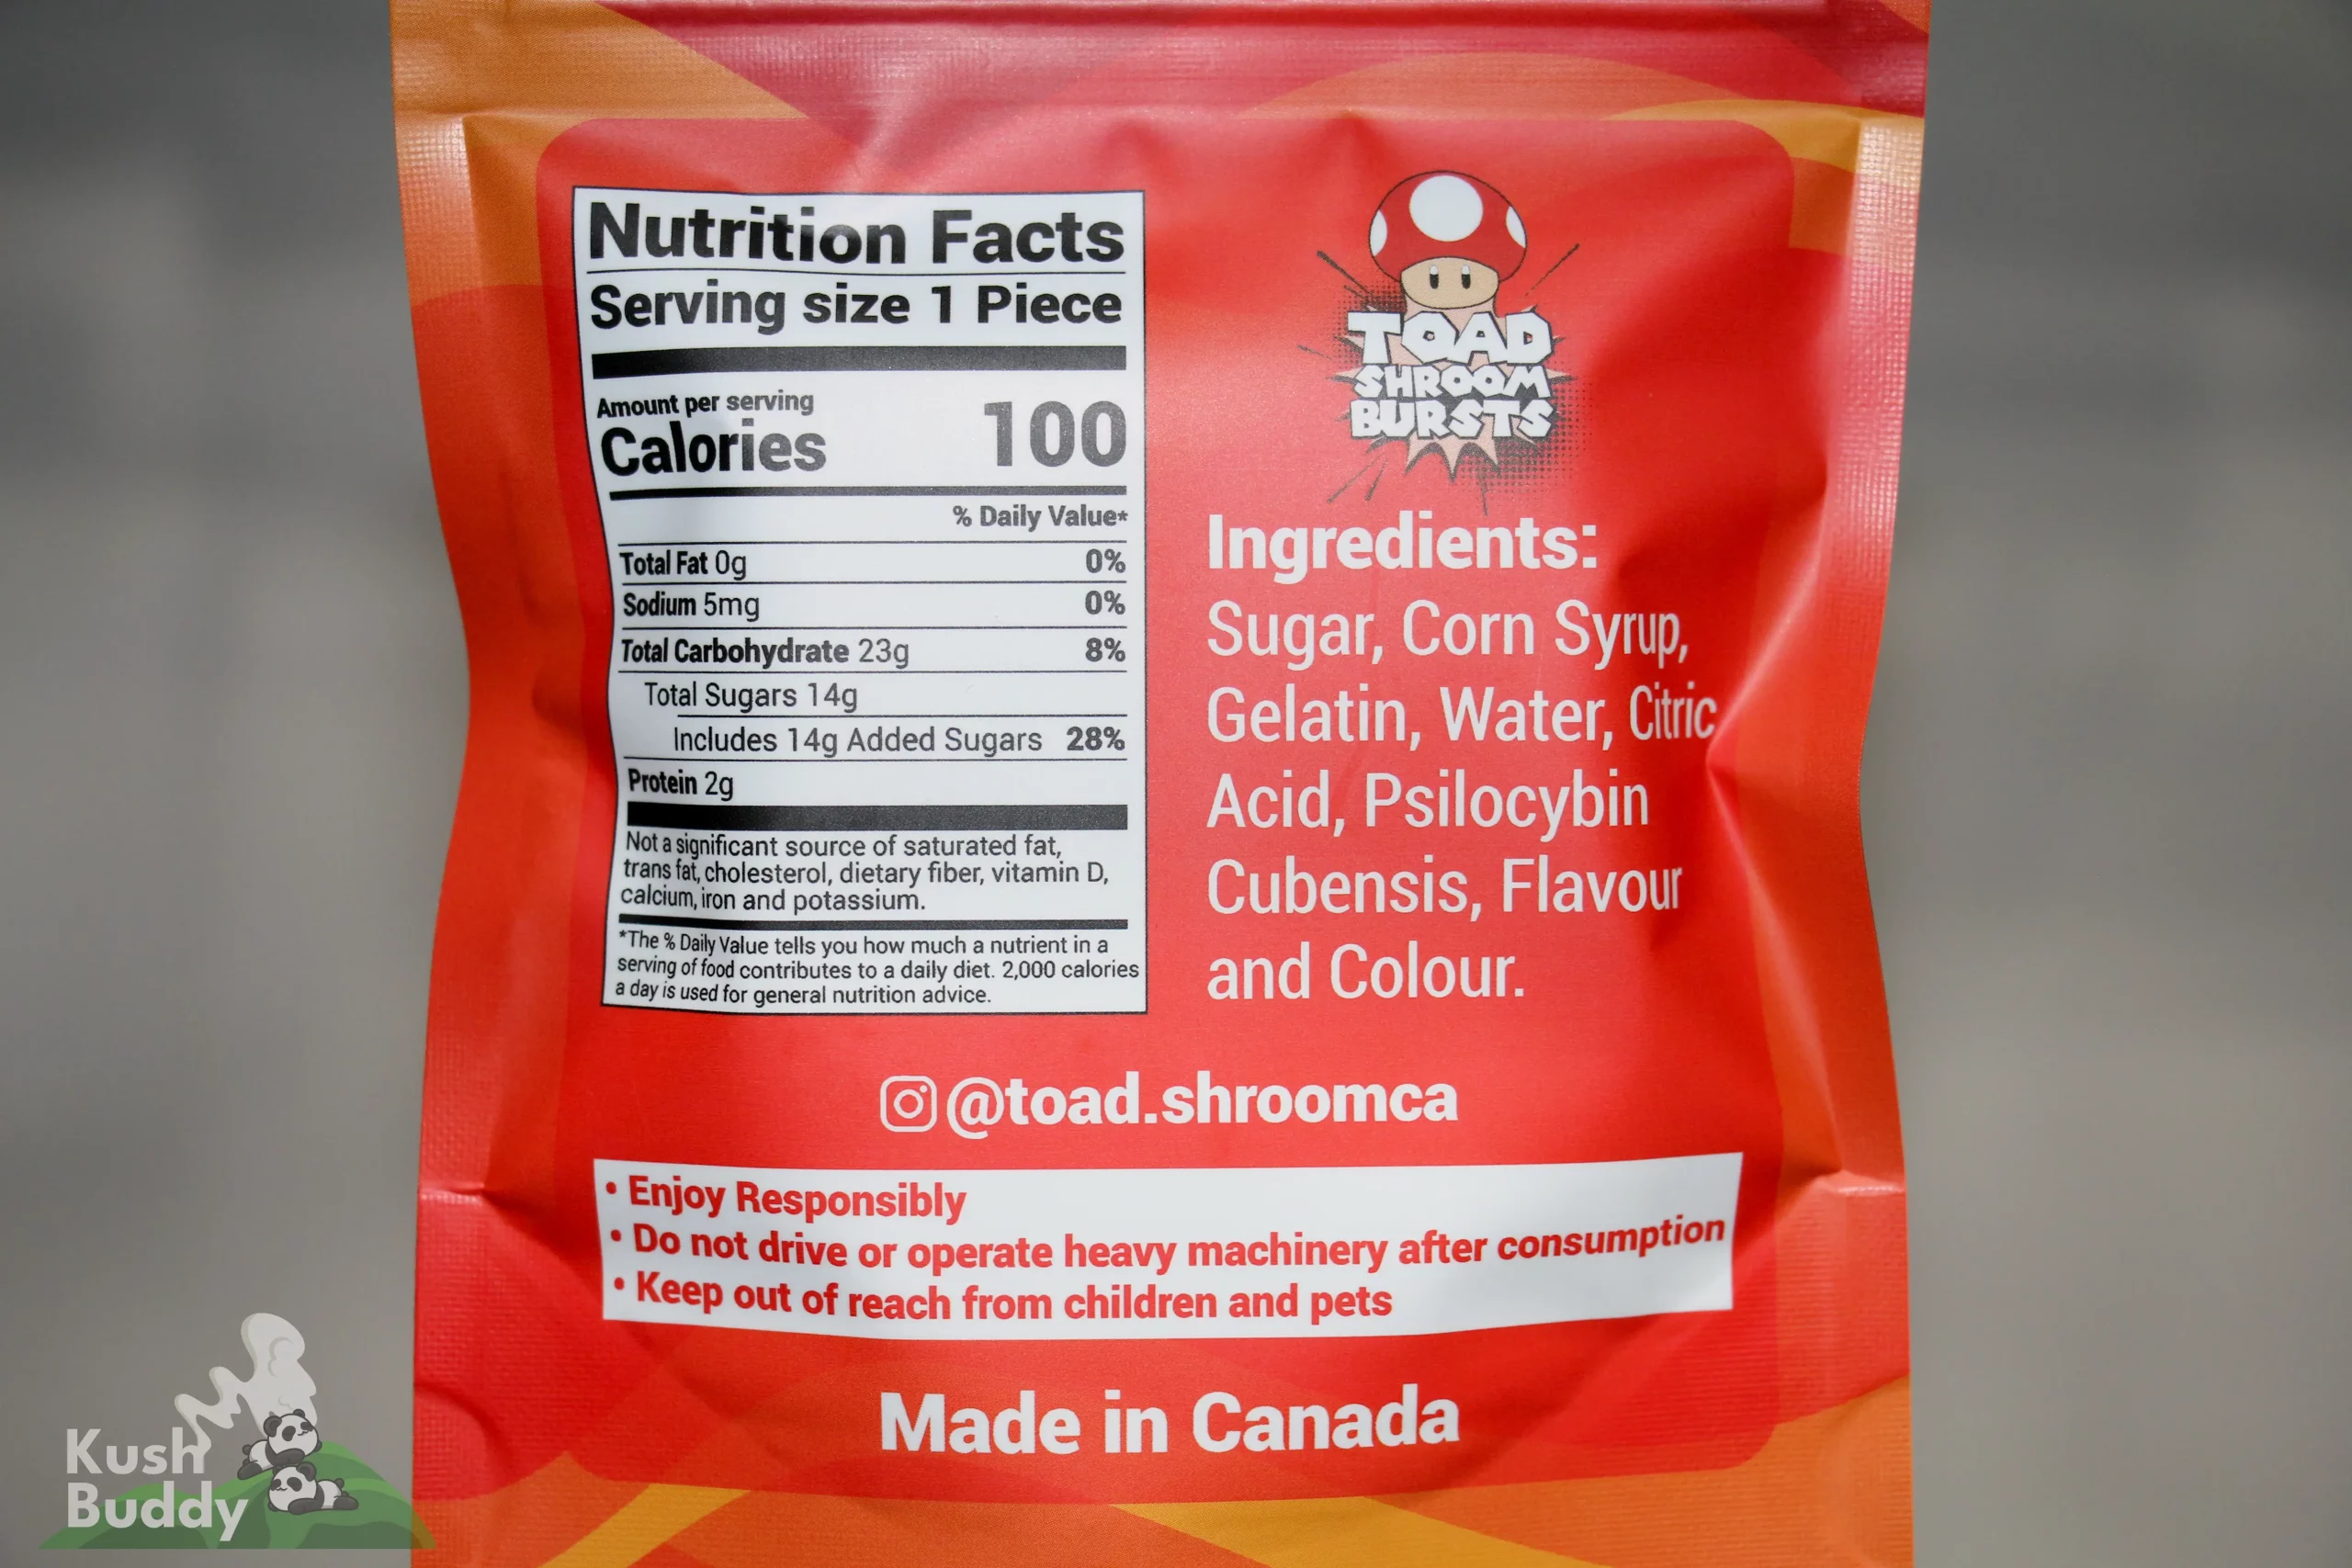 Nutrition Facts
Serving size 1 Piece
Amount per serving
Calories 100
% Daily Value*
Total Fat 0g 0%
Sodium 5mg 0%
Total Carbohydrate 23g 8%
Total Sugars 14g
Includes 14g Added Sugars 28%
Protein 2g
Not a significant source of saturated fat,
trans fat, cholesterol, dietary fiber, vitamin D,
calcium, iron and potassium.
*The % Daily Value tells you how much a nutrient in a
serving of food contributes to a daily diet. 2,000 calories
a day is used for general nutrition advice.
TOAD
SHROOM
BURSTS
Ingredients:
Sugar, Corn Syrup,
Gelatin, Water, Citric
Acid, Psilocybin
Cubensis, Flavour
and Colour.
@toad.shroomca
• Enjoy Responsibly
• Do not drive or operate heavy machinery after consumption
• Keep out of reach from children and pets
Made in Canada
Kush
Buddy